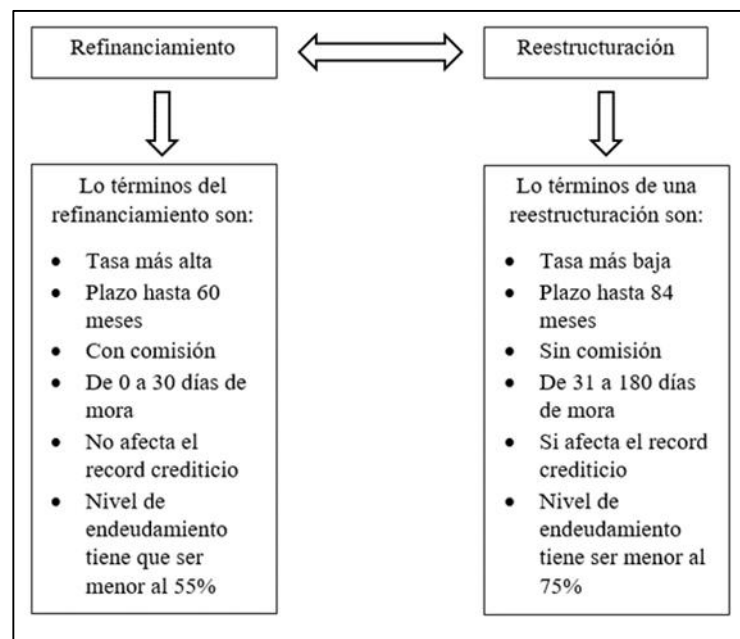 Refinanciamiento
Reestructuración
Lo términos del
refinanciamiento son:
• Tasa más alta
• Plazo hasta 60
meses
• Con comisión
• De 0 a 30 días de
mora
• No afecta el
record crediticio
• Nivel de
endeudamiento
tiene que ser
menor al 55%
Lo términos de una
reestructuración son:
• Tasa más baja
• Plazo hasta 84
meses
• Sin comisión
• De 31 a 180 días
de mora
• Si afecta el record
crediticio
• Nivel de
endeudamiento
tiene ser menor al
75%